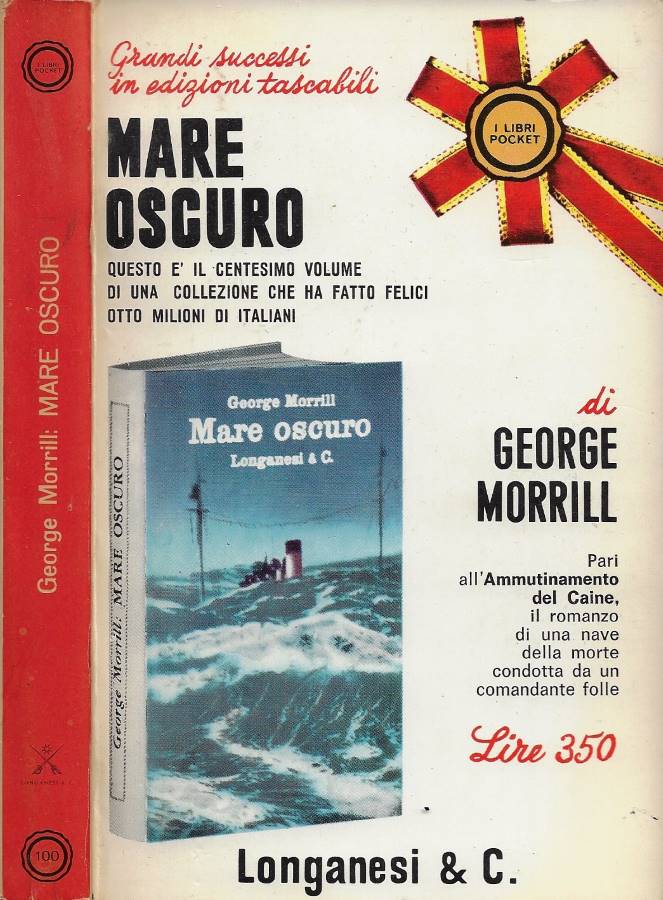 I LIBRI
POCKET
George Morrill: MARE OSCURO
LONGANESI & C.
100
Grandi successi
in edizioni tascabili
I LIBRI
POCKET
MARE
OSCURO
QUESTO E' IL CENTESIMO VOLUME
DI UNA COLLEZIONE CHE HA FATTO FELICI
OTTO MILIONI DI ITALIANI
George Morrill
Mare oscuro
Longanesi & C.
George Morrill: MARE OSCURO
di
GEORGE
MORRILL
Pari
all'Ammutinamento
del Caine,
il romanzo
di una nave
della morte
condotta da un
comandante folle
Lire 350
Longanesi & C.